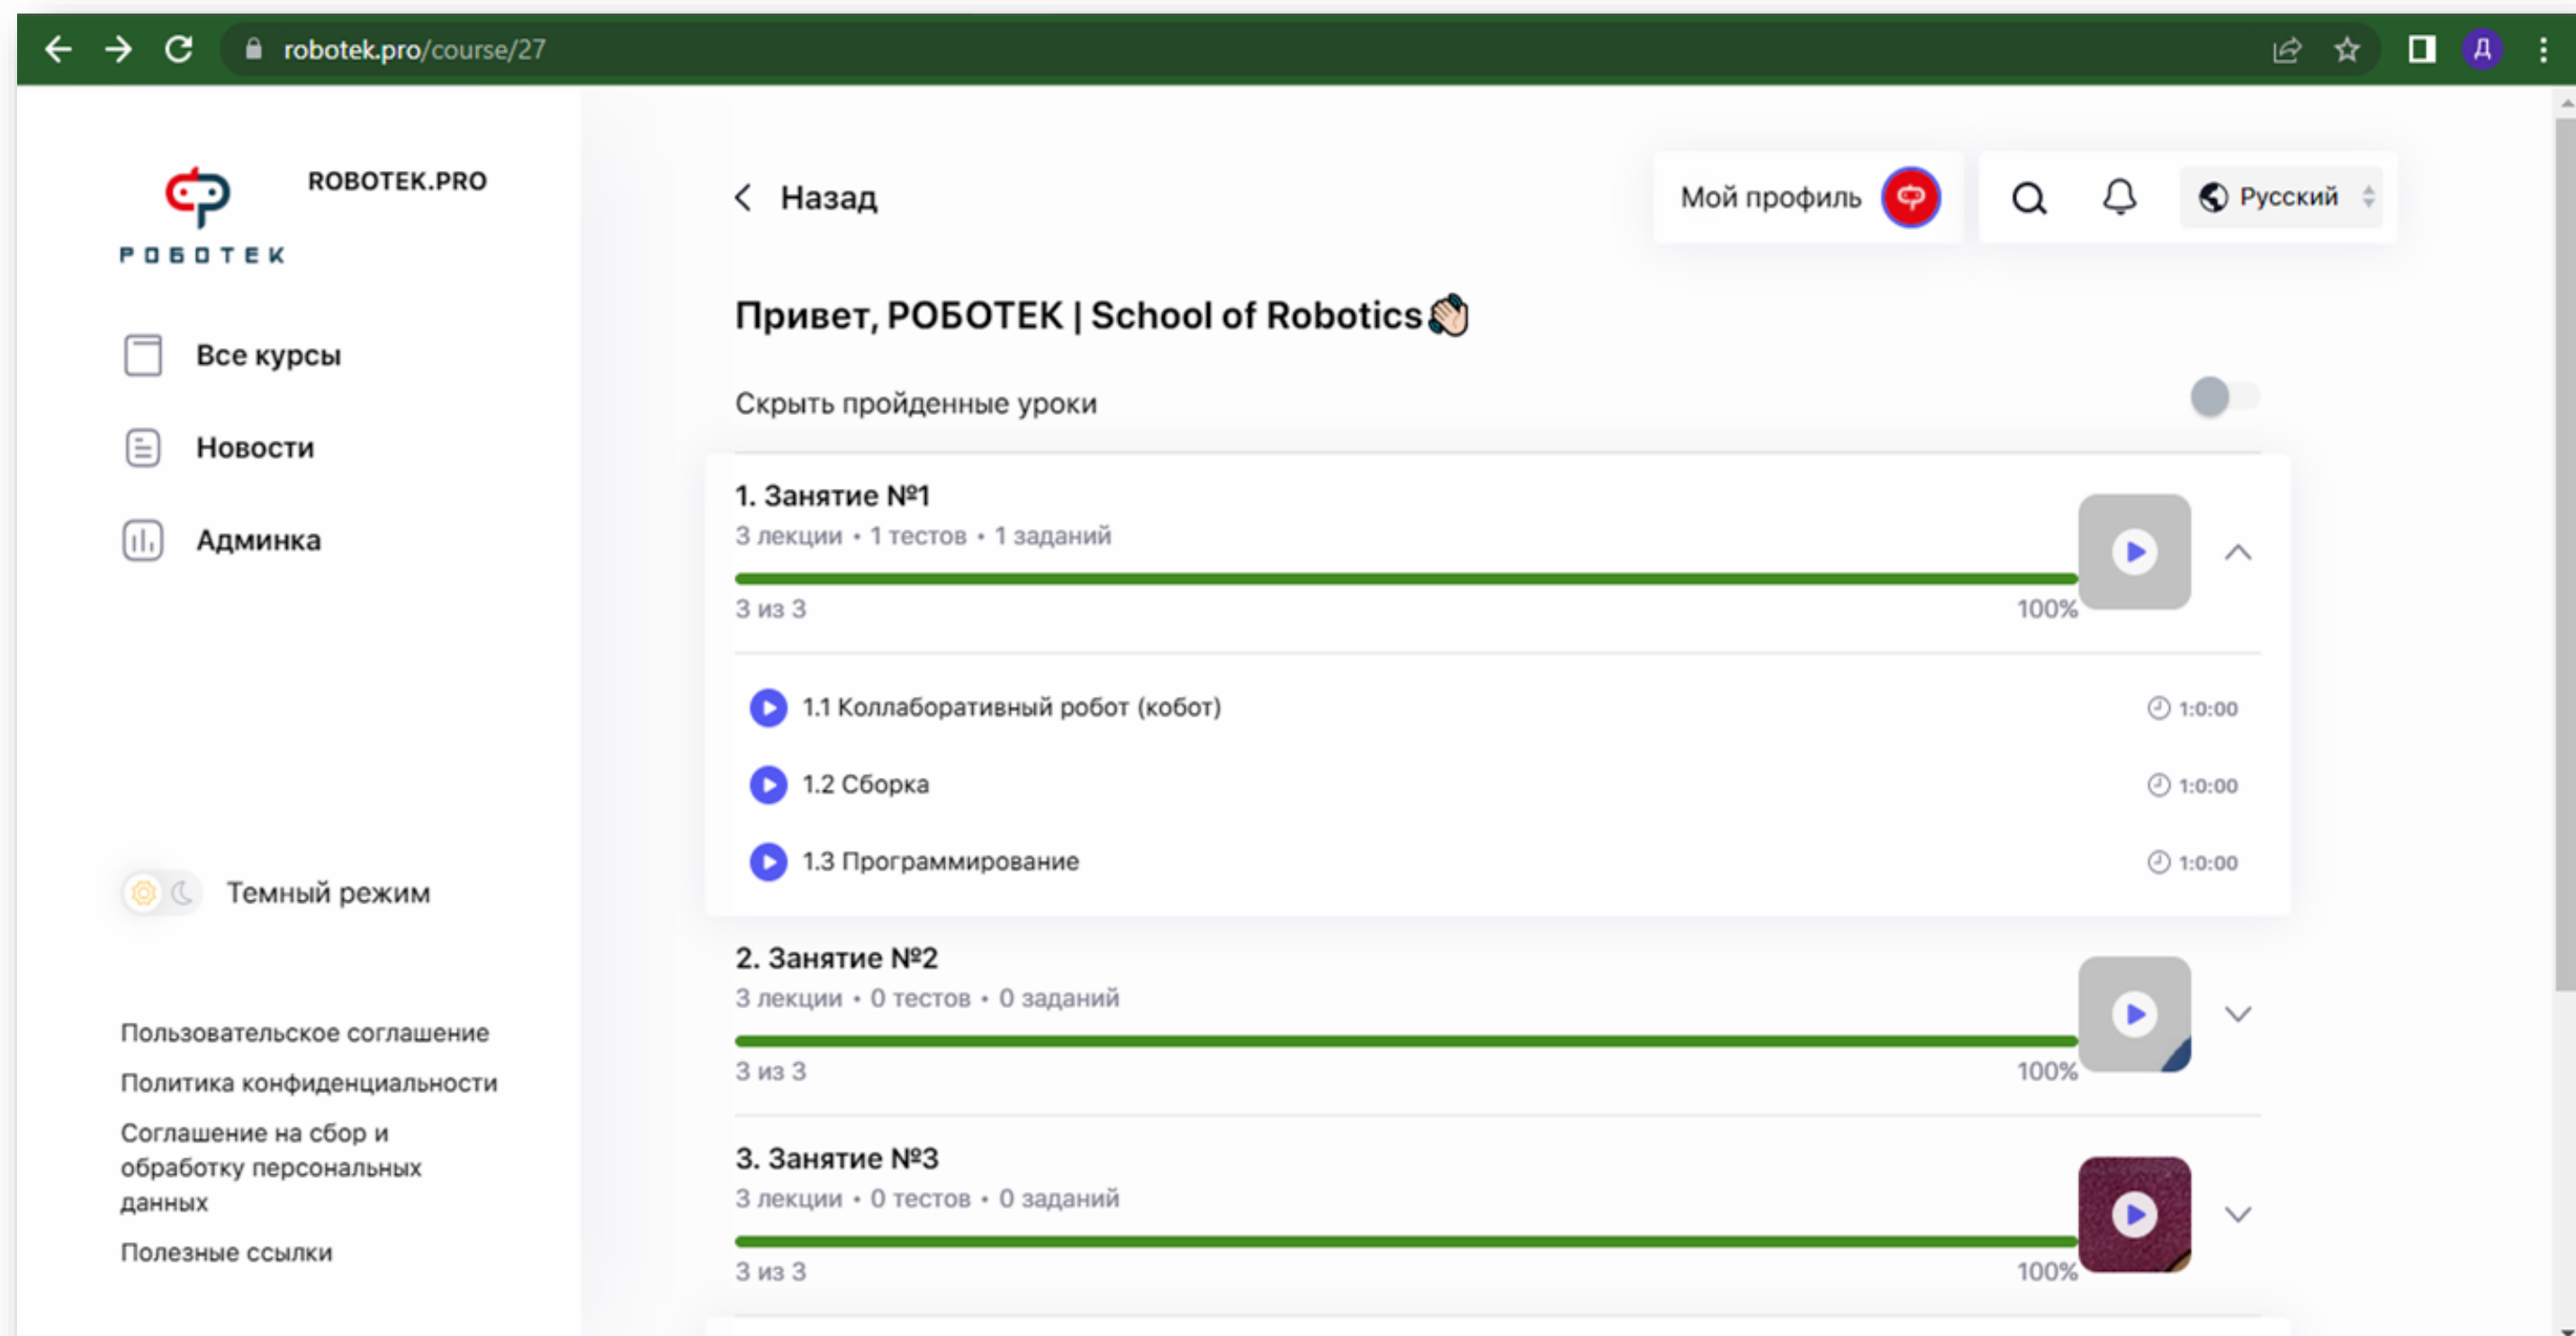 robotek.pro/course/27
Д
ROBOTEK.PRO
РОБОТЕК
Все курсы
Новости
Админка
Темный режим
Пользовательское соглашение
Политика конфиденциальности
Соглашение на сбор и
обработку персональных
данных
Полезные ссылки
Назад
Мой профиль
Русский
Привет, РОБОТЕК | School of Robotics
Скрыть пройденные уроки
1. Занятие №1
3 лекции • 1 тестов • 1 заданий
3 из 3
100%
1.1 Коллаборативный робот (кобот)
1:0:00
1.2 Сборка
1:0:00
1.3 Программирование
1:0:00
2. Занятие №2
3 лекции • 0 тестов • 0 заданий
3 из 3
100%
3. Занятие №3
3 лекции • 0 тестов • 0 заданий
3 из 3
100%